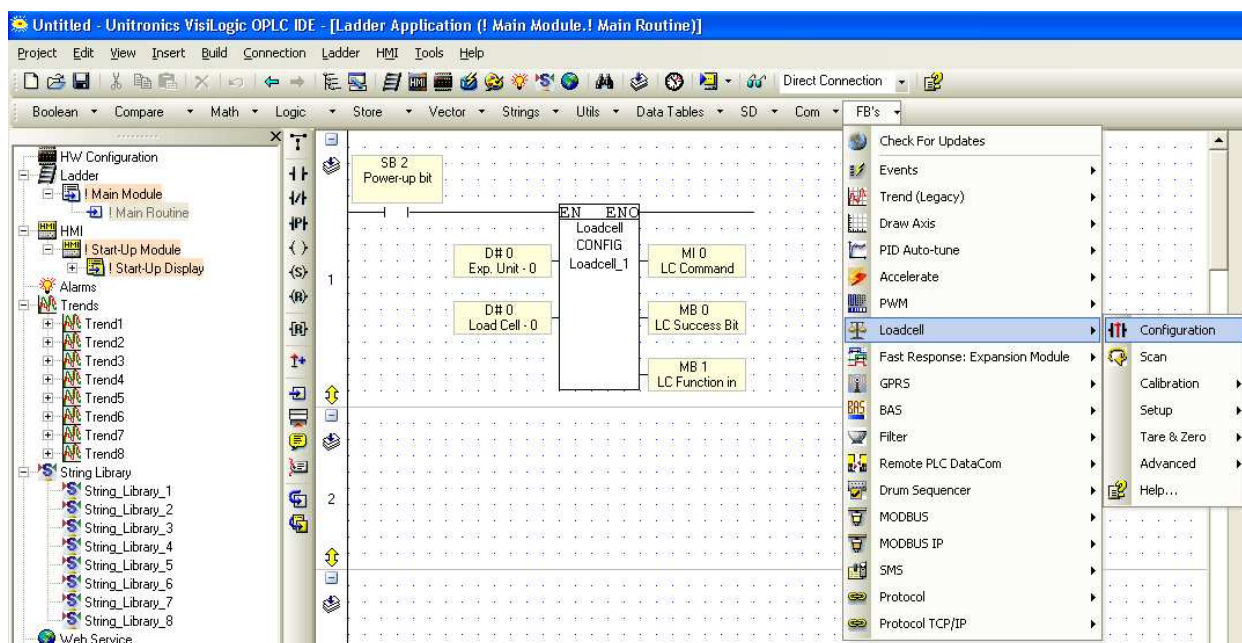 Untitled - Unitronics VisiLogic OPLC IDE - [Ladder Application (! Main Module.! Main Routine)]
Project Edit View Insert Build Connection Ladder HMI Tools Help
Direct Connection
Boolean Compare Math Logic Store Vector Strings Utils Data Tables SD Com FB's
HW Configuration
Ladder
! Main Module
! Main Routine
HMI
! Start-Up Module
! Start-Up Display
Alarms
Trends
Trend1
Trend2
Trend3
Trend4
Trend5
Trend6
Trend7
Trend8
String Library
String_Library_1
String_Library_2
String_Library_3
String_Library_4
String_Library_5
String_Library_6
String_Library_7
String_Library_8
Web Service
1
SB 2
Power-up bit
EN ENO
Loadcell
CONFIG
Loadcell_1
D# 0
Exp. Unit - 0
D# 0
Load Cell - 0
MI 0
LC Command
MB 0
LC Success Bit
MB 1
LC Function in
2
Check For Updates
Events
Trend (Legacy)
Draw Axis
PID Auto-tune
Accelerate
PWM
Loadcell
Fast Response: Expansion Module
GPRS
BAS BAS
Filter
Remote PLC DataCom
Drum Sequencer
MODBUS
MODBUS IP
SMS
Protocol
Protocol TCP/IP
Configuration
Scan
Calibration
Setup
Tare & Zero
Advanced
Help...